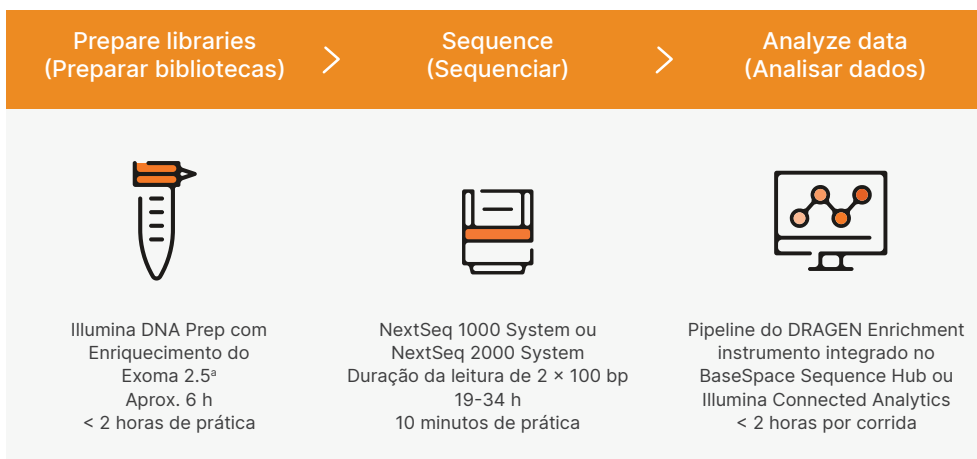 Prepare libraries
(Preparar bibliotecas)
Sequence
(Sequenciar)
Analyze data
(Analisar dados)
Illumina DNA Prep com
Enriquecimento do
Exoma 2.5ᵃ
Aprox. 6 h
< 2 horas de prática
NextSeq 1000 System ou
NextSeq 2000 System
Duração da leitura de 2 × 100 bp
19-34 h
10 minutos de prática
Pipeline do DRAGEN Enrichment
instrumento integrado no
BaseSpace Sequence Hub ou
Illumina Connected Analytics
< 2 horas por corrida